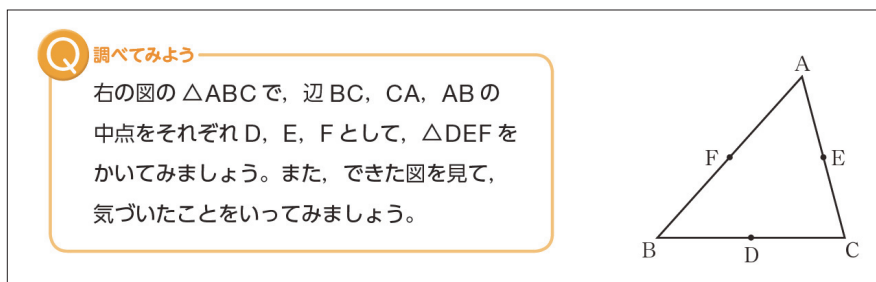 Q 調べてみよう
右の図の △ABC で，辺 BC，CA，AB の
中点をそれぞれ D，E，F として，△DEF を
かいてみましょう。また，できた図を見て，
気づいたことをいってみましょう。
A
F
E
B
D
C